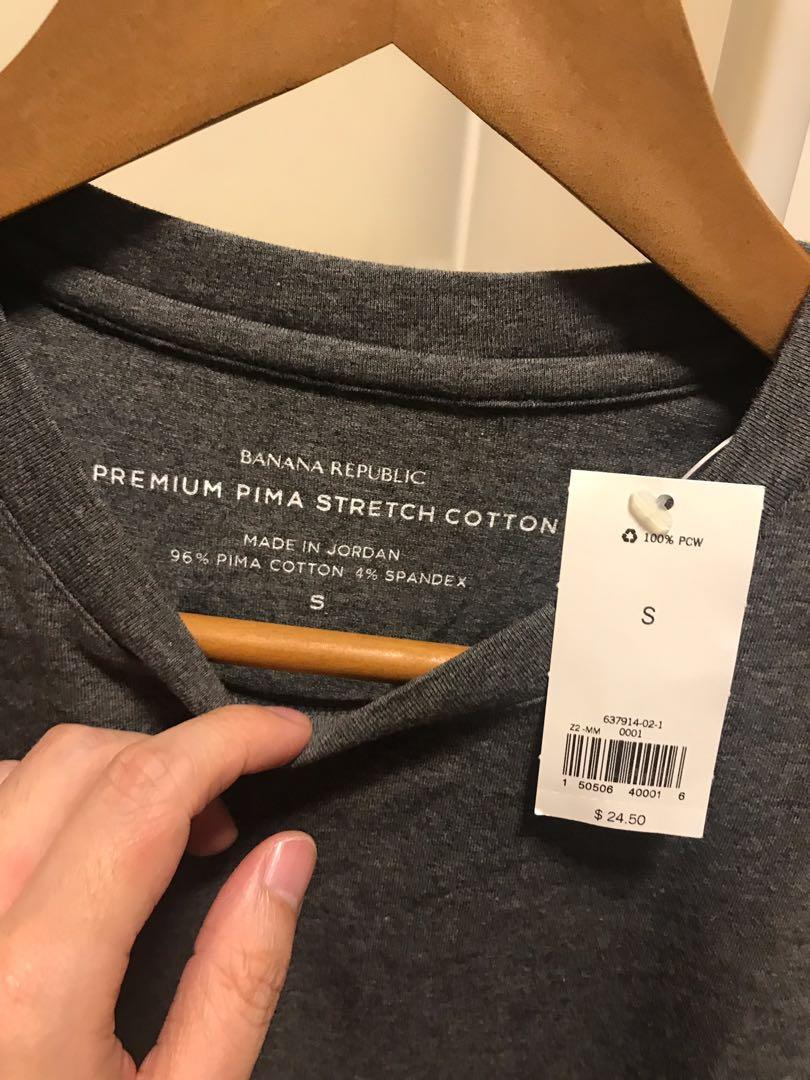 BANANA REPUBLIC
PREMIUM PIMA STRETCH COTTON
MADE IN JORDAN
96% PIMA COTTON 4% SPANDEX
S
100% PCW
S
637914-02-1
Z2-MM 0001
1 50506 40001 6
$ 24.50